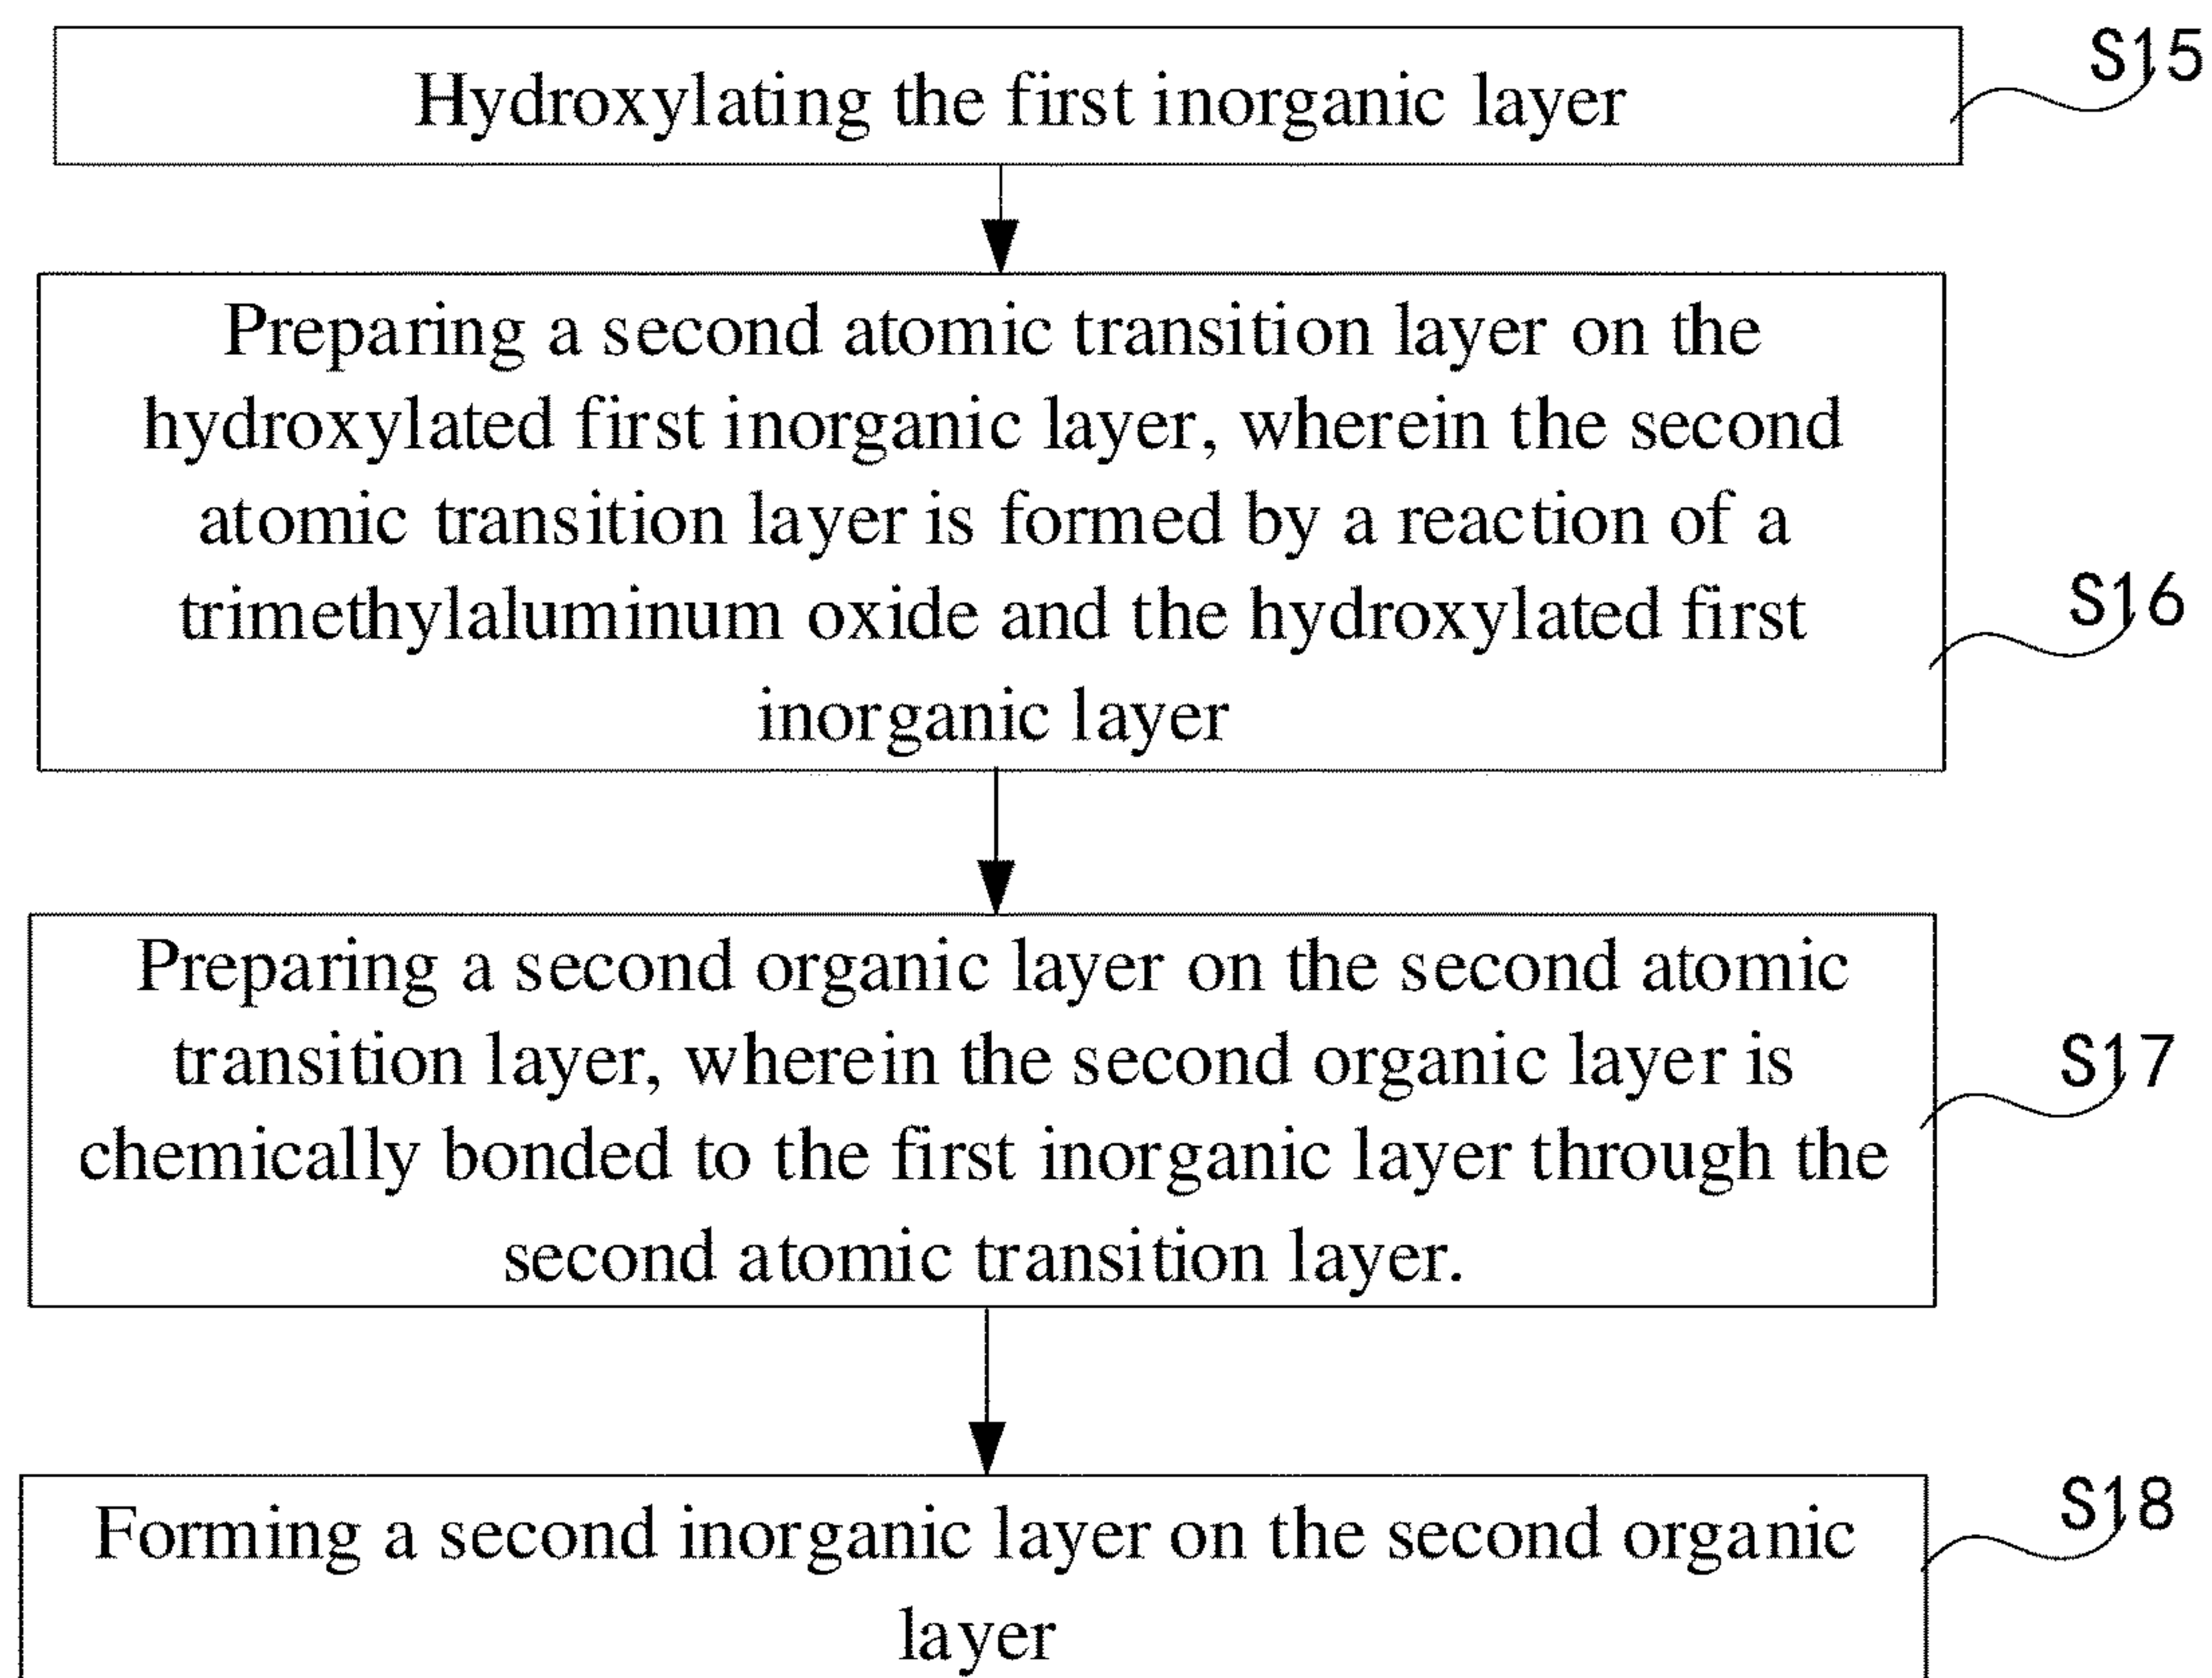 S15
Hydroxylating the first inorganic layer
Preparing a second atomic transition layer on the
hydroxylated first inorganic layer, wherein the second
atomic transition layer is formed by a reaction of a
trimethylaluminum oxide and the hydroxylated first
inorganic layer
S16
Preparing a second organic layer on the second atomic
transition layer, wherein the second organic layer is
chemically bonded to the first inorganic layer through the
second atomic transition layer.
S17
Forming a second inorganic layer on the second organic
layer
S18